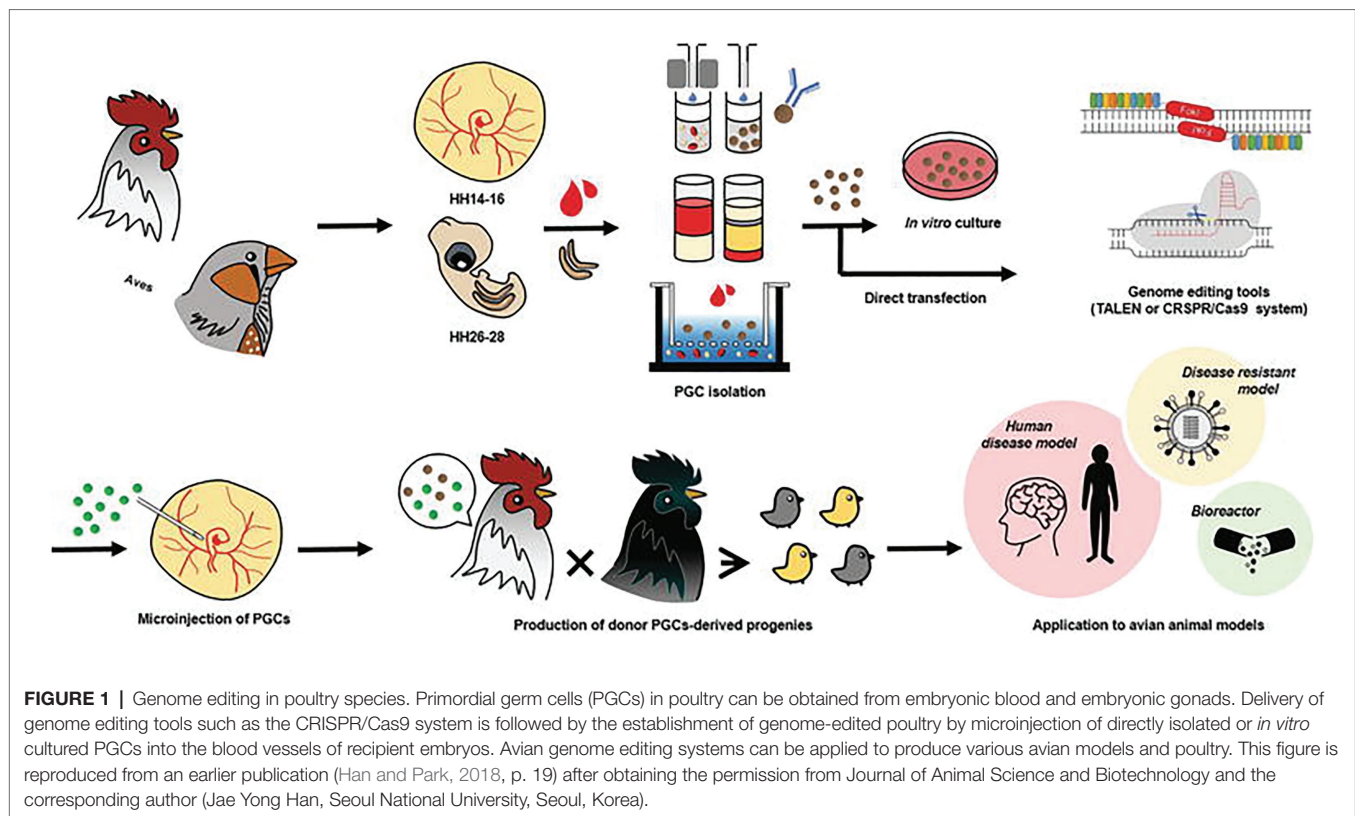 Aves
HH14-16
HH26-28
PGC isolation
In vitro culture
Direct transfection
FokI
FokI
Genome editing tools
(TALEN or CRSPR/Cas9 system)
Microinjection of PGCs
Production of donor PGCs-derived progenies
Human
disease model
Disease resistant
model
Bioreactor
Application to avian animal models
FIGURE 1 | Genome editing in poultry species. Primordial germ cells (PGCs) in poultry can be obtained from embryonic blood and embryonic gonads. Delivery of
genome editing tools such as the CRISPR/Cas9 system is followed by the establishment of genome-edited poultry by microinjection of directly isolated or in vitro
cultured PGCs into the blood vessels of recipient embryos. Avian genome editing systems can be applied to produce various avian models and poultry. This figure is
reproduced from an earlier publication (Han and Park, 2018, p. 19) after obtaining the permission from Journal of Animal Science and Biotechnology and the
corresponding author (Jae Yong Han, Seoul National University, Seoul, Korea).